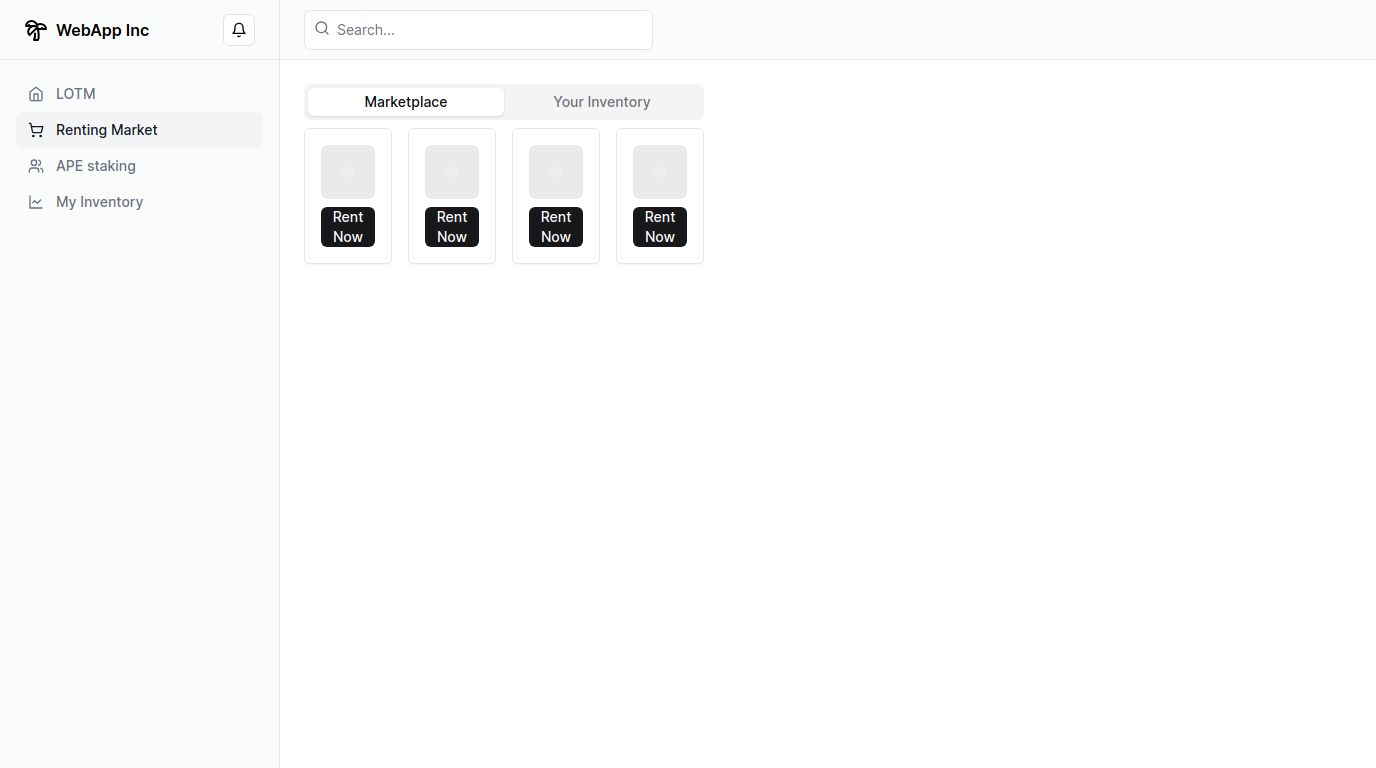 WebApp Inc
Search...
LOTM
Renting Market
APE staking
My Inventory
Marketplace
Your Inventory
Rent
Now
Rent
Now
Rent
Now
Rent
Now